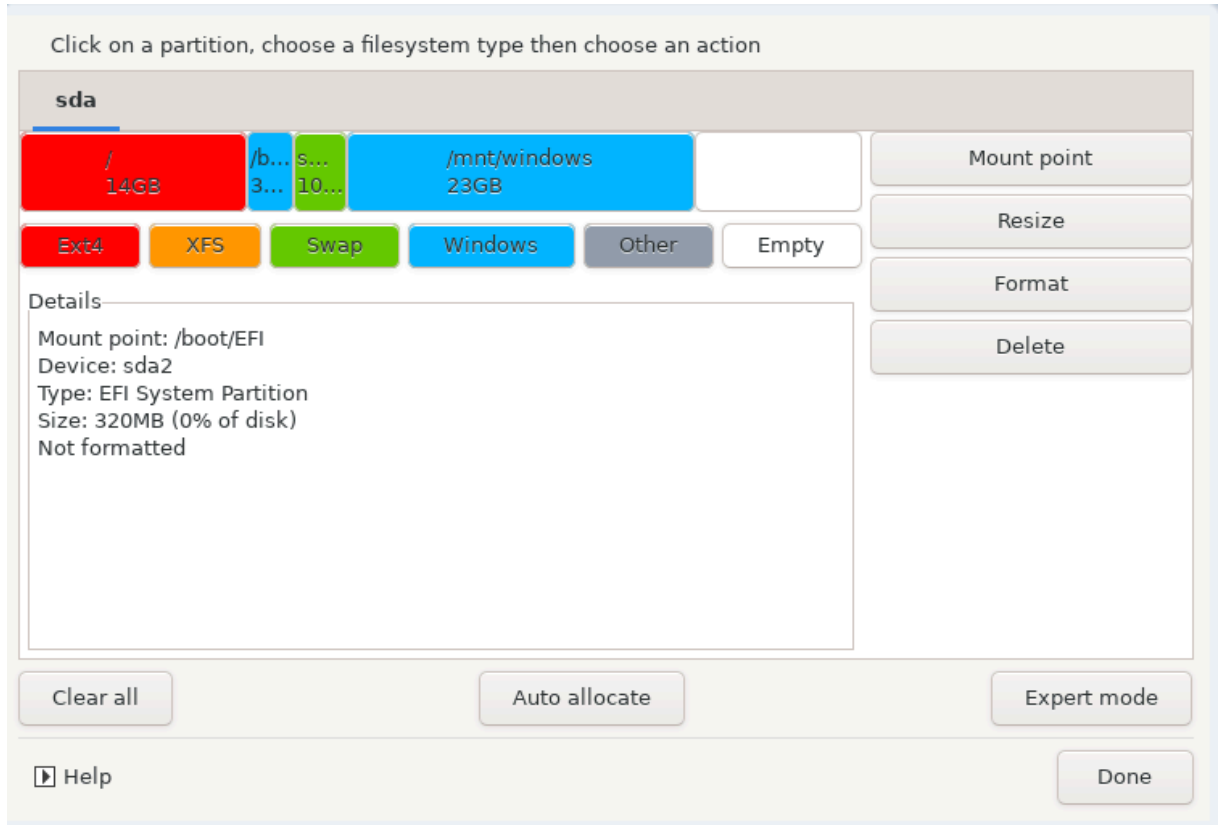 Click on a partition, choose a filesystem type then choose an action
sda
/
14GB
/b...
3...
s...
10...
/mnt/windows
23GB
Mount point
Resize
Format
Delete
Ext4 XFS Swap Windows Other Empty
Details
Mount point: /boot/EFI
Device: sda2
Type: EFI System Partition
Size: 320MB (0% of disk)
Not formatted
Clear all Auto allocate Expert mode
Help Done